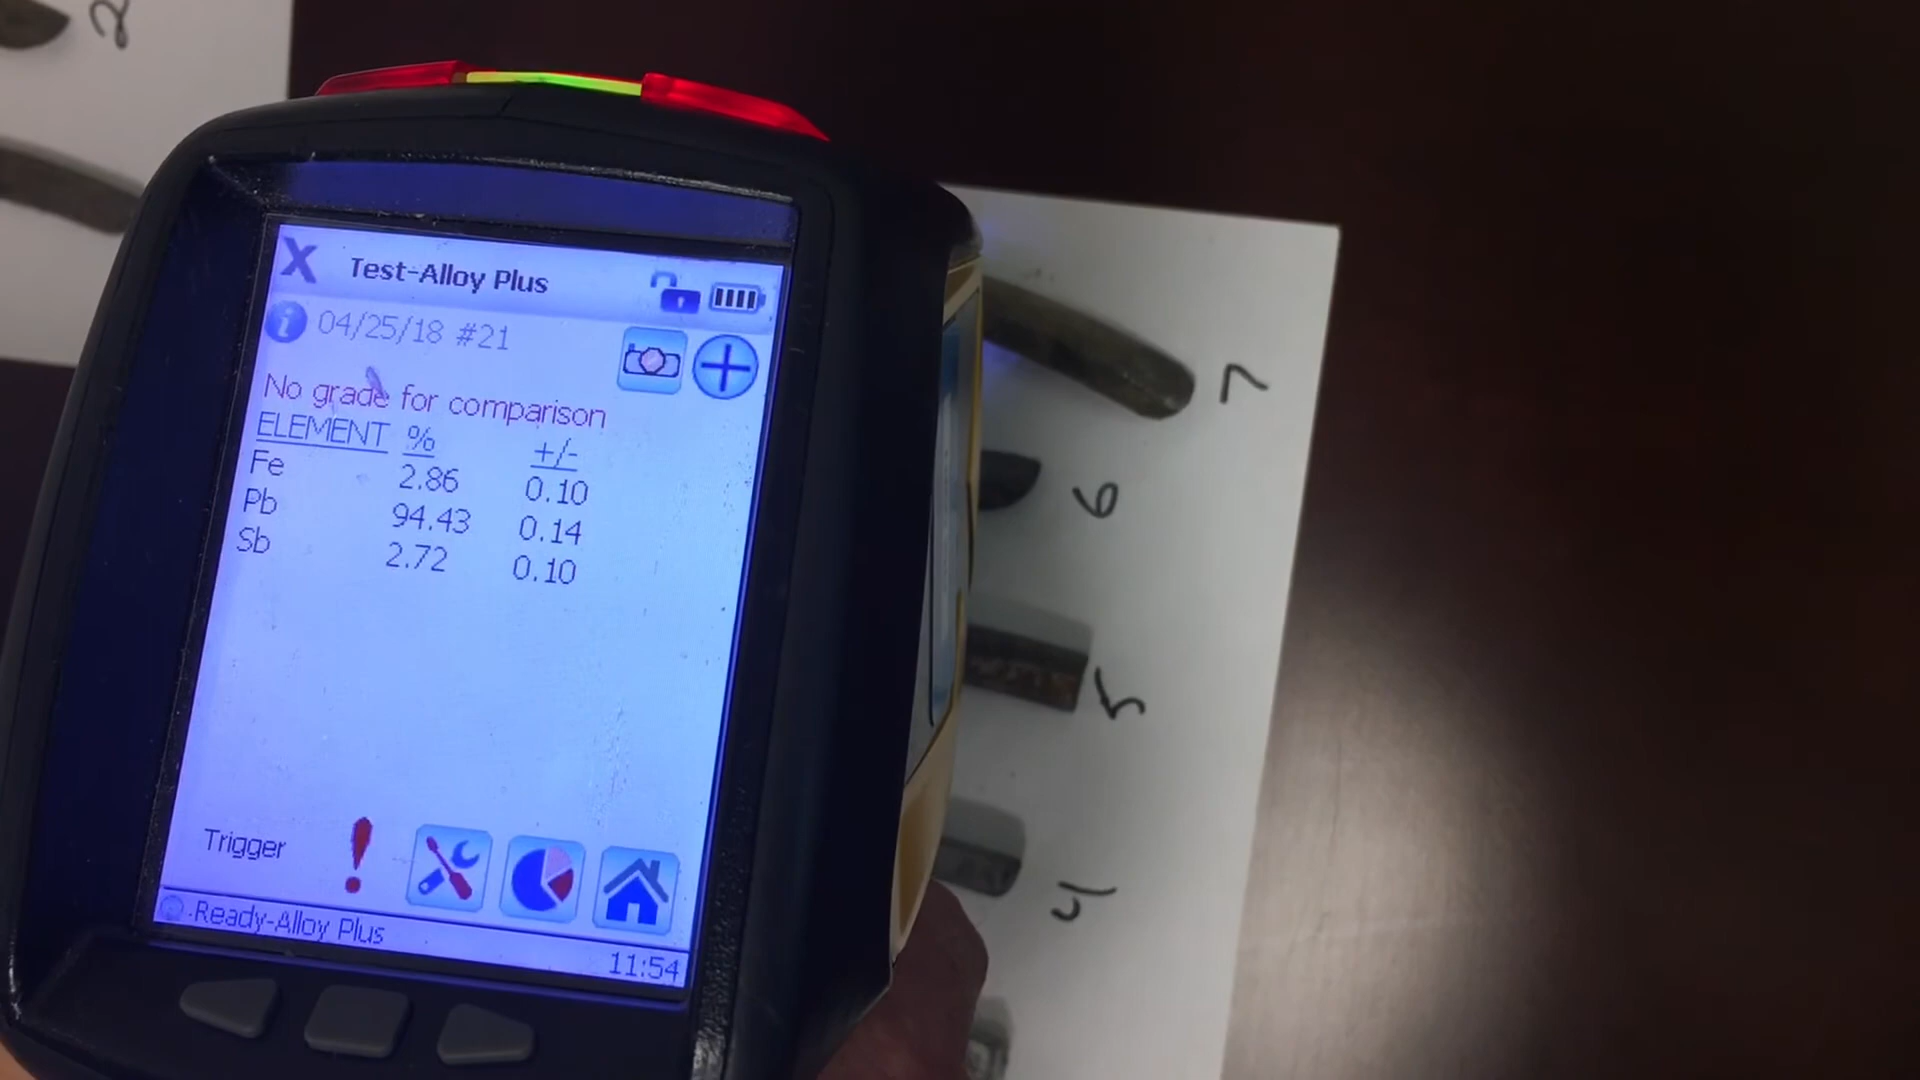 2
Test-Alloy Plus
04/25/18 #21
No grade for comparison
ELEMENT % +/-
Fe 2.86 0.10
Pb 94.43 0.14
Sb 2.72 0.10
Trigger !
Ready-Alloy Plus
11:54
7
6
5
4